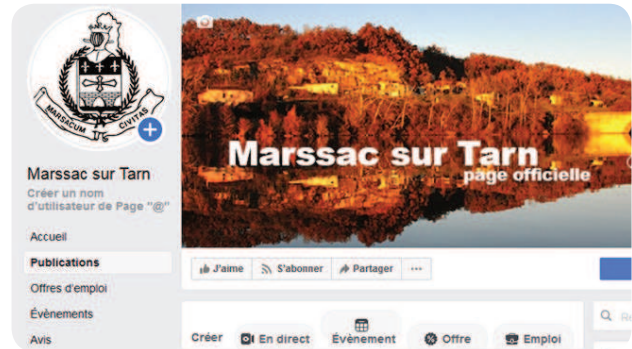 MARSSACUM CIVITAS
Marssac sur Tarn
page officielle
Marssac sur Tarn
Créer un nom
d'utilisateur de Page "@"
Accueil
Publications
Offres d'emploi
Évènements
Avis
J'aime S'abonner Partager ...
Créer En direct Évènement Offre Emploi